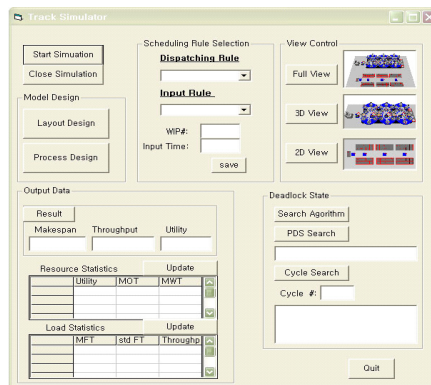 Track Simulator
Start Simuation
Close Simulation
Model Design
Layout Design
Process Design
Scheduling Rule Selection
Dispatching Rule
Input Rule
WIP#:
Input Time:
save
View Control
Full View
3D View
2D View
Output Data
Result
Makespan Throughput Utility
Resource Statistics Update
Utility MOT MWT
Load Statistics Update
MFT std FT Throughp
Deadlock State
Search Agorithm
PDS Search
Cycle Search
Cycle #:
Quit